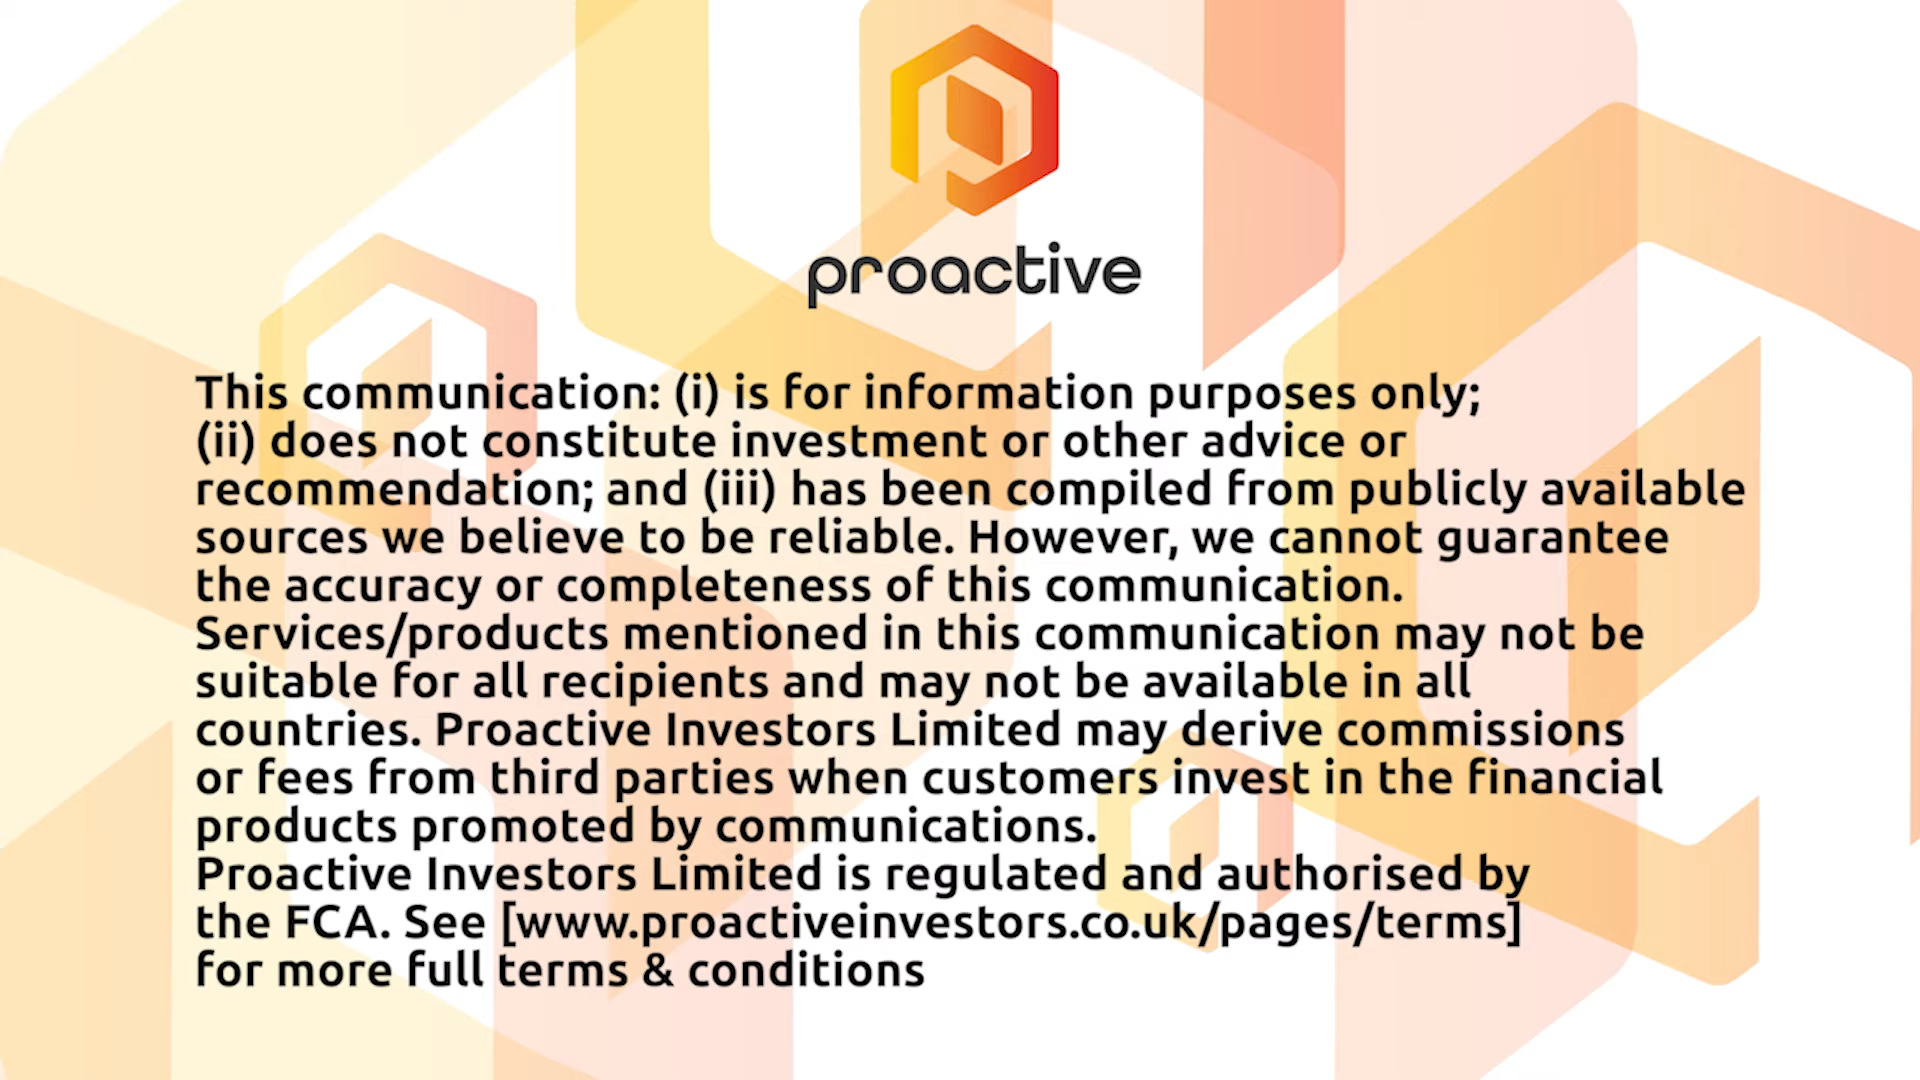 proactive
This communication: (i) is for information purposes only;
(ii) does not constitute investment or other advice or
recommendation; and (iii) has been compiled from publicly available
sources we believe to be reliable. However, we cannot guarantee
the accuracy or completeness of this communication.
Services/products mentioned in this communication may not be
suitable for all recipients and may not be available in all
countries. Proactive Investors Limited may derive commissions
or fees from third parties when customers invest in the financial
products promoted by communications.
Proactive Investors Limited is regulated and authorised by
the FCA. See [www.proactiveinvestors.co.uk/pages/terms]
for more full terms & conditions